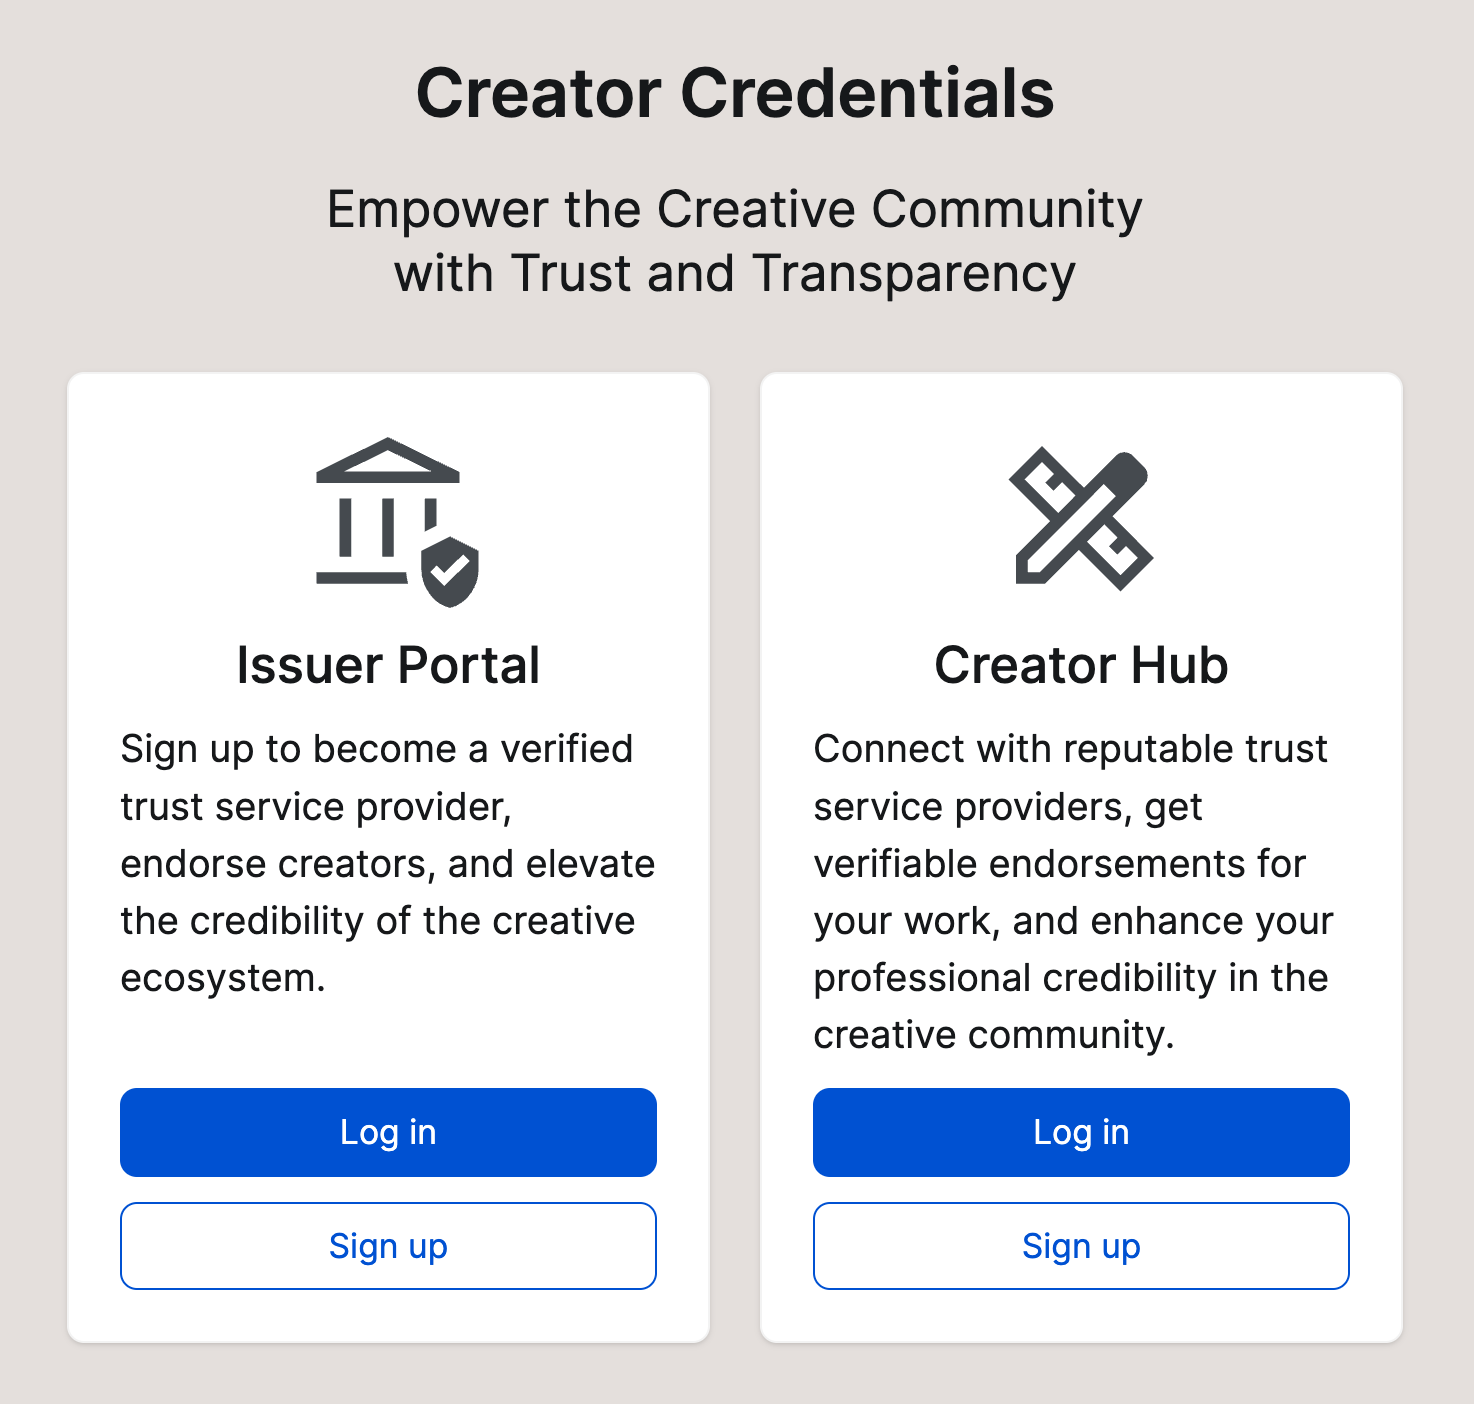 Creator Credentials
Empower the Creative Community
with Trust and Transparency
Issuer Portal
Sign up to become a verified
trust service provider,
endorse creators, and elevate
the credibility of the creative
ecosystem.
Log in
Sign up
Creator Hub
Connect with reputable trust
service providers, get
verifiable endorsements for
your work, and enhance your
professional credibility in the
creative community.
Log in
Sign up